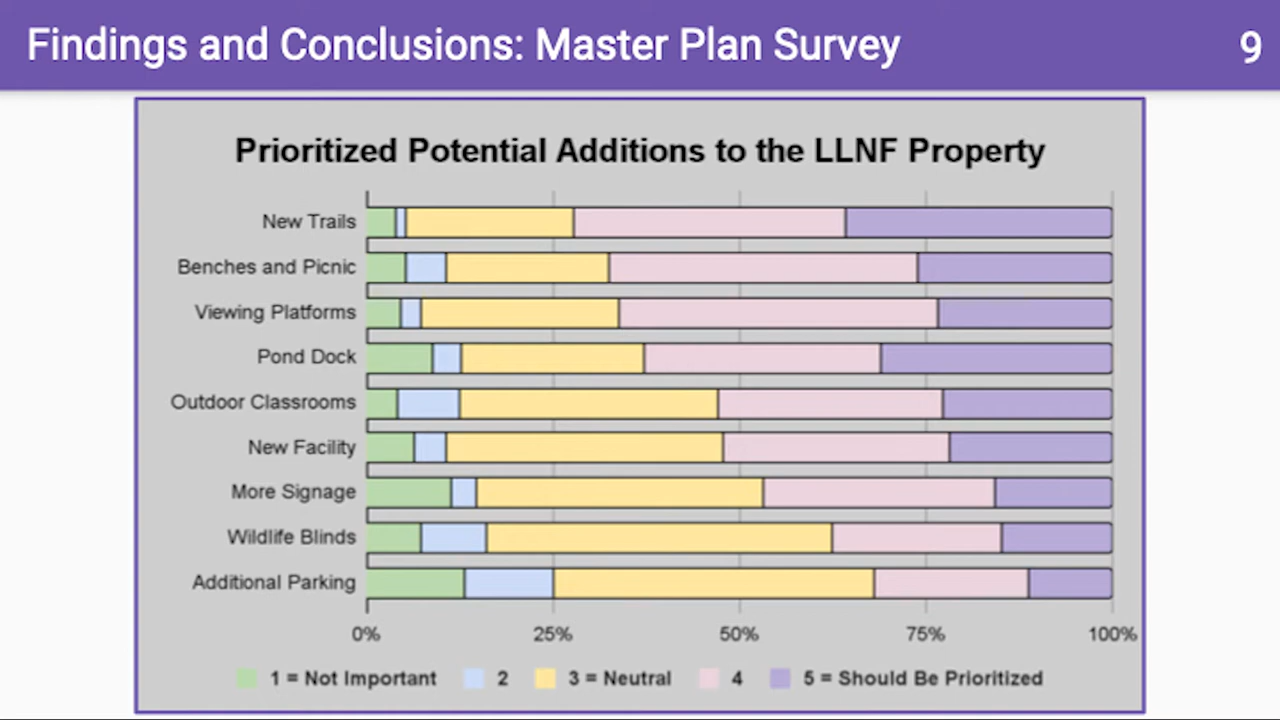 Findings and Conclusions: Master Plan Survey
9
Prioritized Potential Additions to the LLNF Property
New Trails
Benches and Picnic
Viewing Platforms
Pond Dock
Outdoor Classrooms
New Facility
More Signage
Wildlife Blinds
Additional Parking
0% 25% 50% 75% 100%
1 = Not Important 2 3 = Neutral 4 5 = Should Be Prioritized